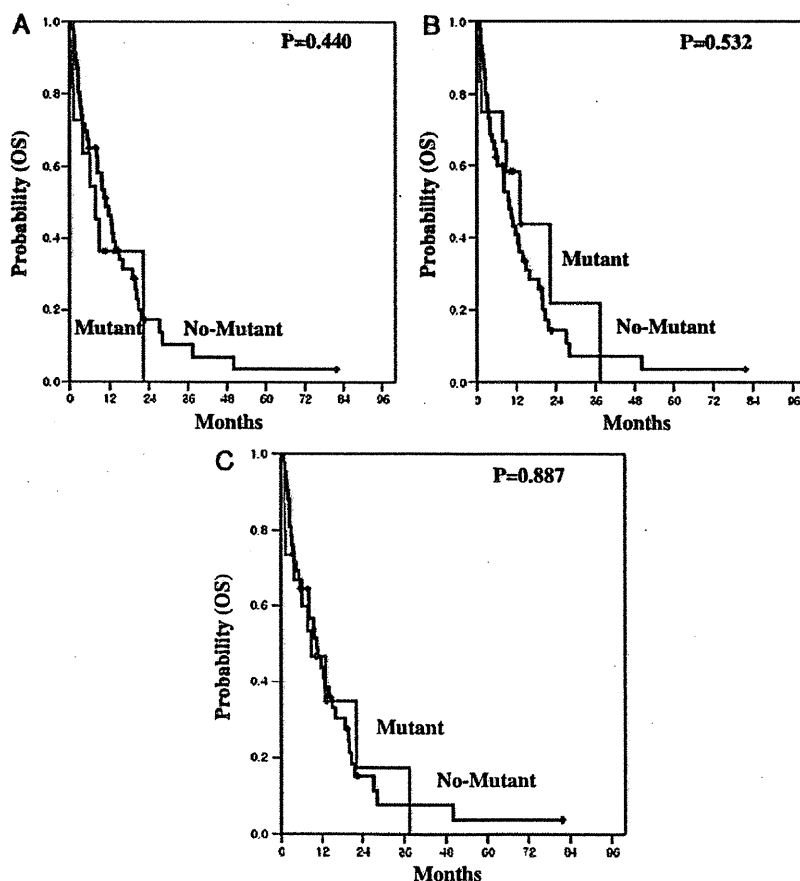 A
P=0.440
Probability (OS)
1.0
0.8
0.6
0.4
0.2
0.0
Mutant
No-Mutant
0 12 24 36 48 60 72 84 96
Months
B
P=0.532
Probability (OS)
1.0
0.8
0.6
0.4
0.2
0.0
Mutant
No-Mutant
0 12 24 36 48 60 72 84 96
Months
C
P=0.887
Probability (OS)
1.0
0.8
0.6
0.4
0.2
0.0
Mutant
No-Mutant
0 12 24 36 48 60 72 84 96
Months